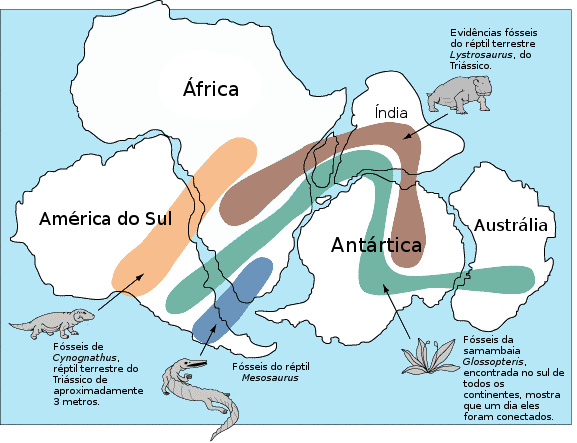 Evidências fósseis
do réptil terrestre
Lystrosaurus, do
Triássico.
África
Índia
América do Sul
Austrália
Antártica
Fósseis de
Cynognathus,
réptil terrestre do
Triássico de
aproximadamente
3 metros.
Fósseis do réptil
Mesosaurus
Fósseis da
samambaia
Glossopteris,
encontrada no sul de
todos os
continentes, mostra
que um dia eles
foram conectados.